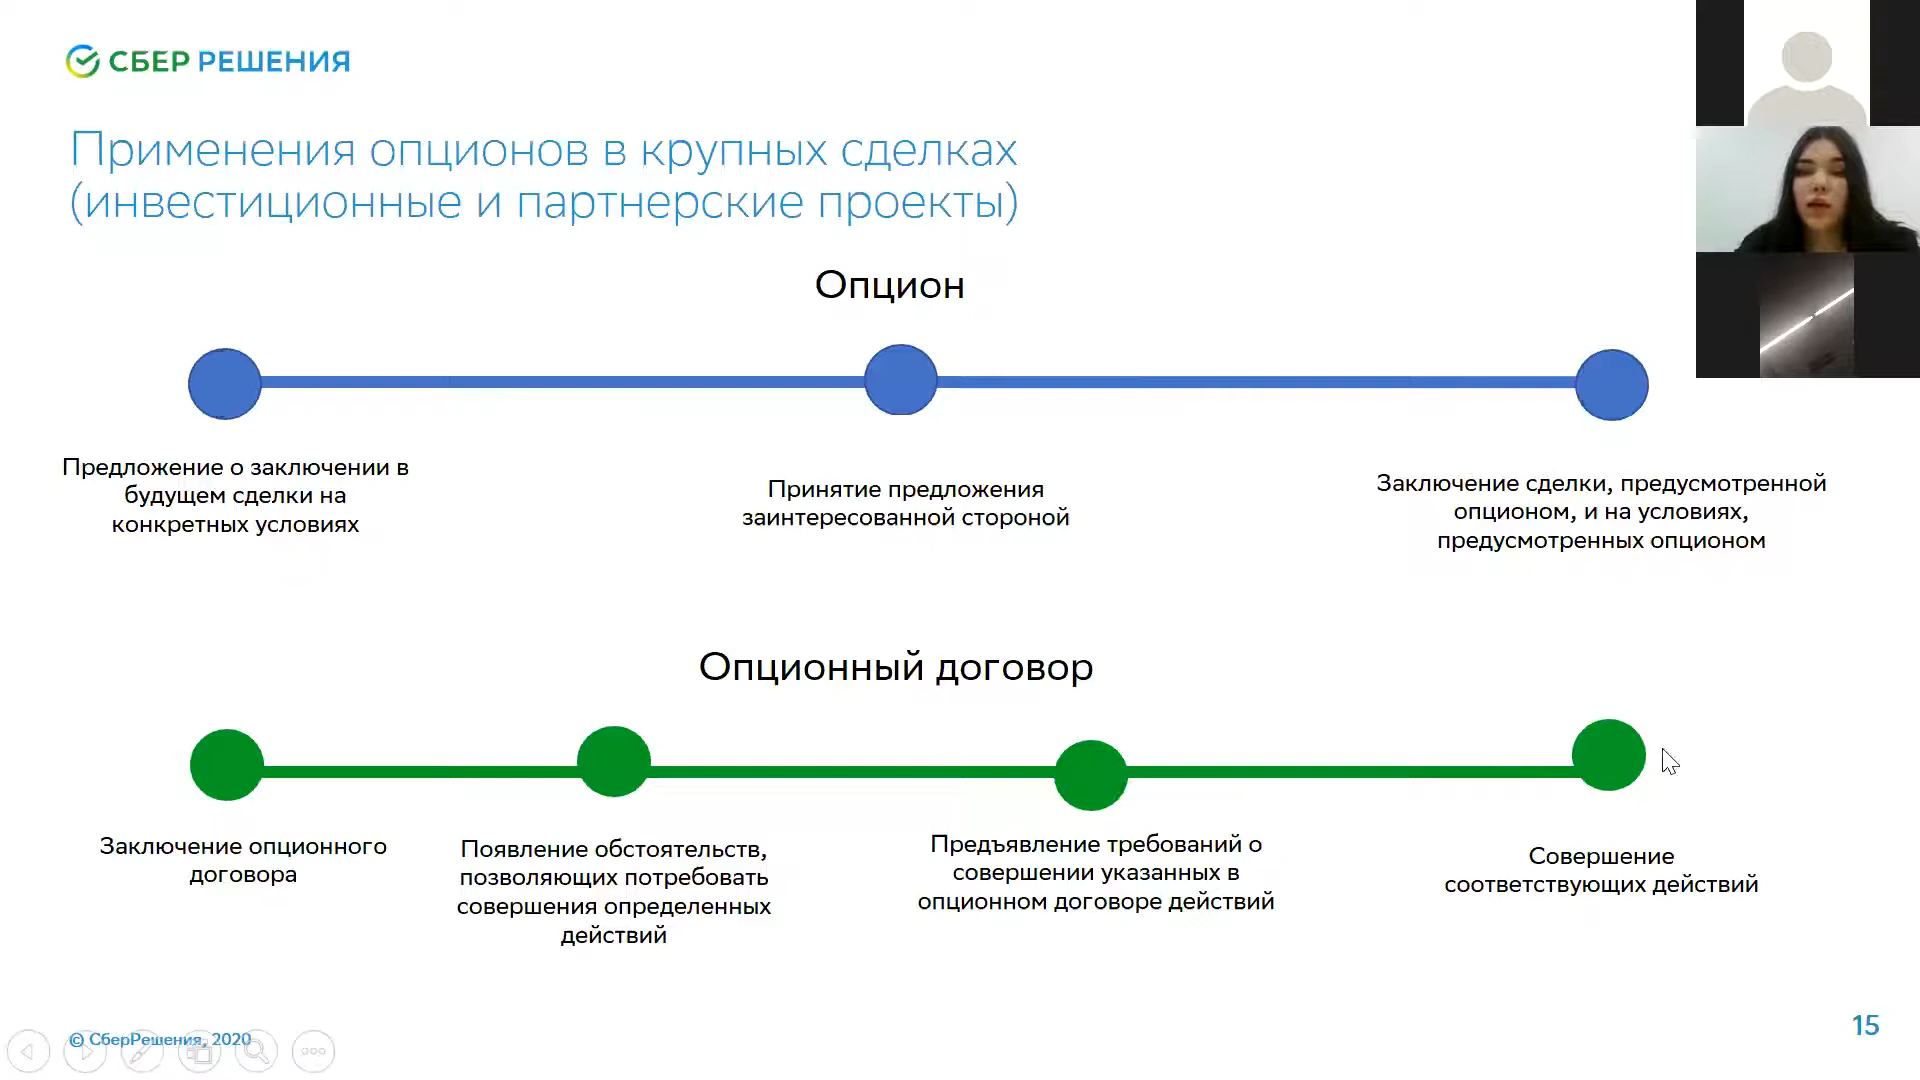 СБЕР РЕШЕНИЯ
Применения опционов в крупных сделках
(инвестиционные и партнерские проекты)
Опцион
Предложение о заключении в
будущем сделки на
конкретных условиях
Принятие предложения
заинтересованной стороной
Заключение сделки, предусмотренной
опционом, и на условиях,
предусмотренных опционом
Опционный договор
Заключение опционного
договора
Появление обстоятельств,
позволяющих потребовать
совершения определенных
действий
Предъявление требований о
совершении указанных в
опционном договоре действий
Совершение
соответствующих действий
© СберРешения, 2020
15